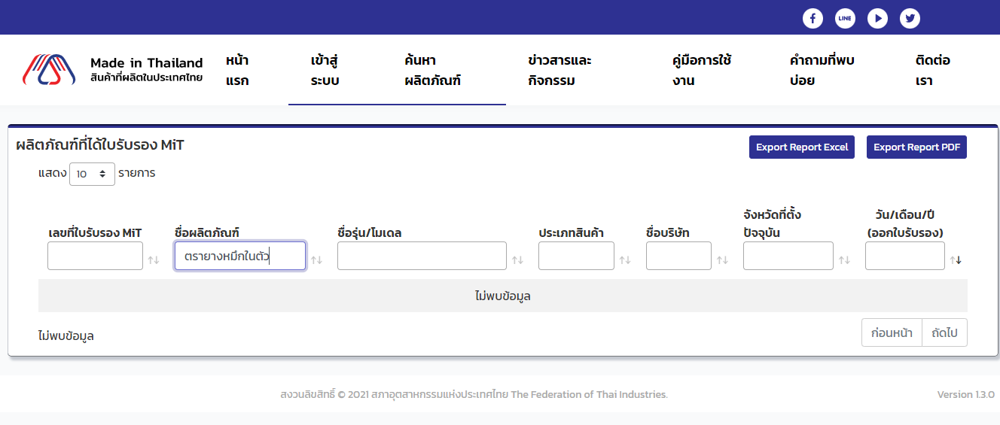 LINE
Made in Thailand
สินค้าที่ผลิตในประเทศไทย
หน้า
แรก
เข้าสู่
ระบบ
ค้นหา
ผลิตภัณฑ์
ข่าวสารและ
กิจกรรม
คู่มือการใช้
งาน
คำถามที่พบ
บ่อย
ติดต่อ
เรา
ผลิตภัณฑ์ที่ได้ใบรับรอง MiT
Export Report Excel
Export Report PDF
แสดง 10 รายการ
เลขที่ใบรับรอง MiT
ชื่อผลิตภัณฑ์
ชื่อรุ่น/โมเดล
ประเภทสินค้า
ชื่อบริษัท
จังหวัดที่ตั้ง
ปัจจุบัน
วัน/เดือน/ปี
(ออกใบรับรอง)
ตรายางหมึกในตัว
ไม่พบข้อมูล
ไม่พบข้อมูล
ก่อนหน้า
ถัดไป
สงวนลิขสิทธิ์ © 2021 สภาอุตสาหกรรมแห่งประเทศไทย The Federation of Thai Industries.
Version 1.3.0